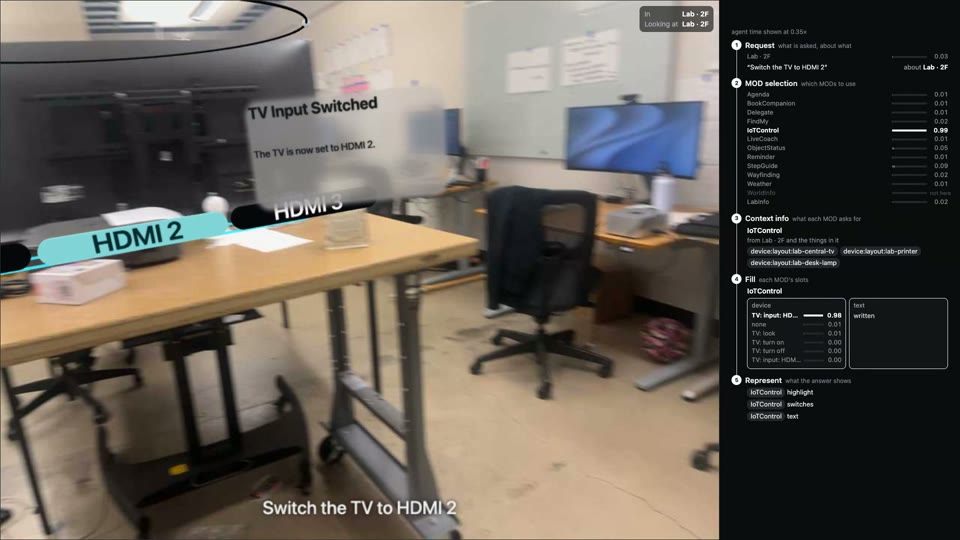 In Lab · 2F
Looking at Lab · 2F
TV Input Switched
The TV is now set to HDMI 2.
HDMI 3
HDMI 2
Switch the TV to HDMI 2
agent time shown at 0.35×
1 Request what is asked, about what
Lab · 2F 0.03
“Switch the TV to HDMI 2” about Lab · 2F
2 MOD selection which MODs to use
Agenda 0.01
BookCompanion 0.01
Delegate 0.01
FindMy 0.02
IoTControl 0.99
LiveCoach 0.01
ObjectStatus 0.05
Reminder 0.01
StepGuide 0.09
Wayfinding 0.02
Weather 0.01
WorldInfo not here
LabInfo 0.02
3 Context info what each MOD asks for
IoTControl
from Lab · 2F and the things in it
device:layout:lab-central-tv device:layout:lab-printer
device:layout:lab-desk-lamp
4 Fill each MOD's slots
IoTControl
device
TV: input: HD... 0.98
none 0.01
TV: look 0.01
TV: turn on 0.00
TV: turn off 0.00
TV: input: HDM... 0.00
text
written
5 Represent what the answer shows
IoTControl highlight
IoTControl switches
IoTControl text